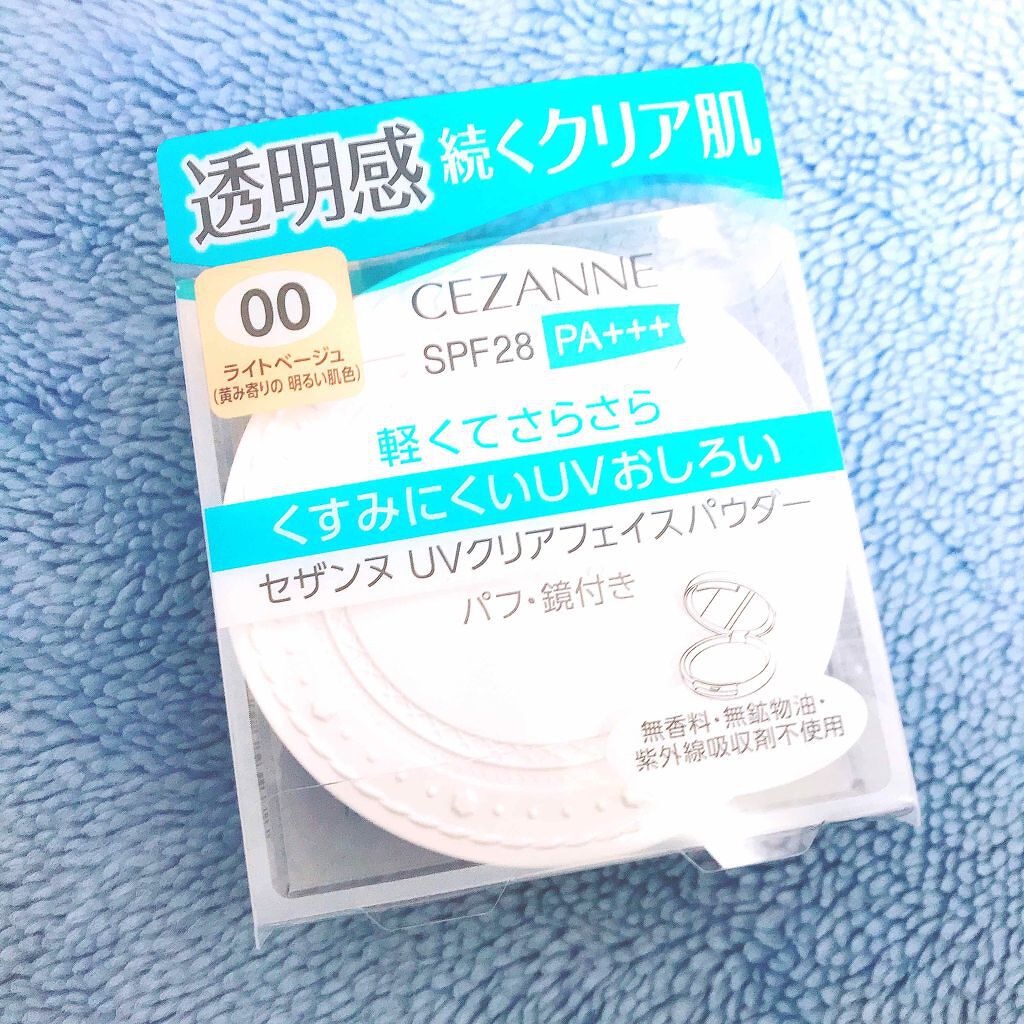 透明感 続くクリア肌
00
ライトベージュ
(黄み寄りの 明るい肌色)
CEZANNE
SPF28 PA+++
軽くてさらさら
くすみにくいUVおしろい
セザンヌ UVクリアフェイスパウダー
パフ・鏡付き
無香料・無鉱物油・
紫外線吸収剤不使用